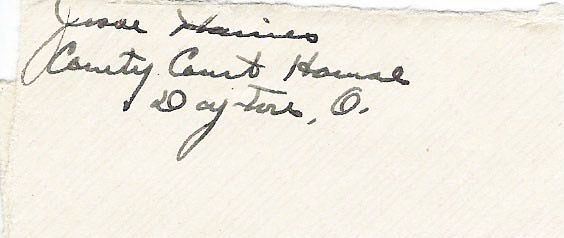 Jesse Haines
County Court House
Dayton, O.